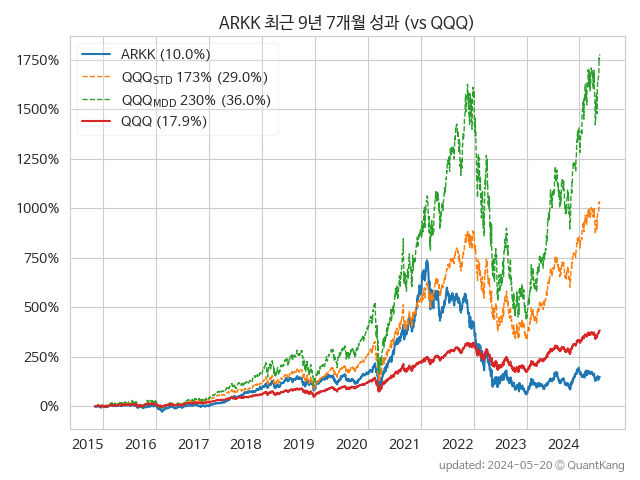 ARKK 최근 9년 7개월 성과 (vs QQQ)
ARKK (10.0%)
QQQSTD 173% (29.0%)
QQQMDD 230% (36.0%)
QQQ (17.9%)
1750%
1500%
1250%
1000%
750%
500%
250%
0%
2015 2016 2017 2018 2019 2020 2021 2022 2023 2024
updated: 2024-05-20 © QuantKang